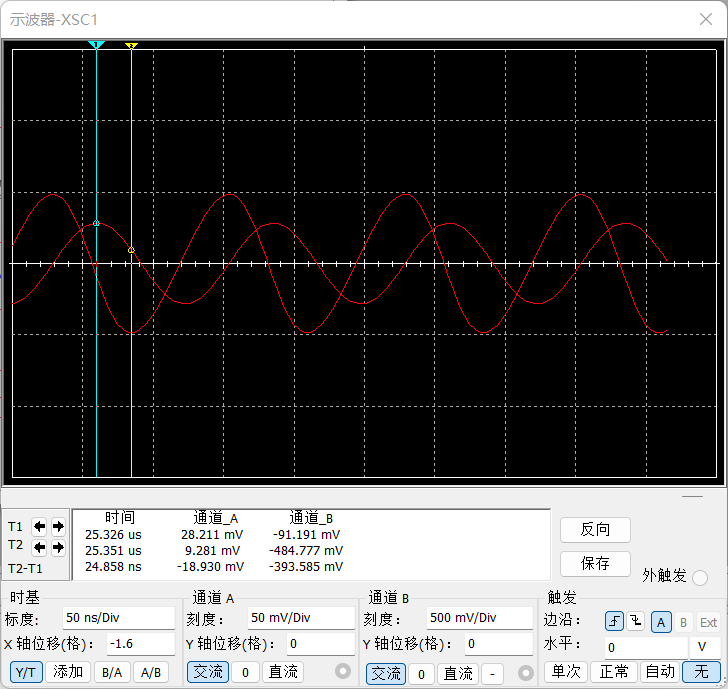 示波器-XSC1
1
2
时间 通道_A 通道_B
T1 25.326 us 28.211 mV -91.191 mV
T2 25.351 us 9.281 mV -484.777 mV
T2-T1 24.858 ns -18.930 mV -393.585 mV
反向
保存
外触发
时基
标度: 50 ns/Div
X 轴位移(格): -1.6
Y/T 添加 B/A A/B
通道 A
刻度: 50 mV/Div
Y 轴位移(格): 0
交流 0 直流
通道 B
刻度: 500 mV/Div
Y 轴位移(格): 0
交流 0 直流 -
触发
边沿: A B Ext
水平: 0 V
单次 正常 自动 无